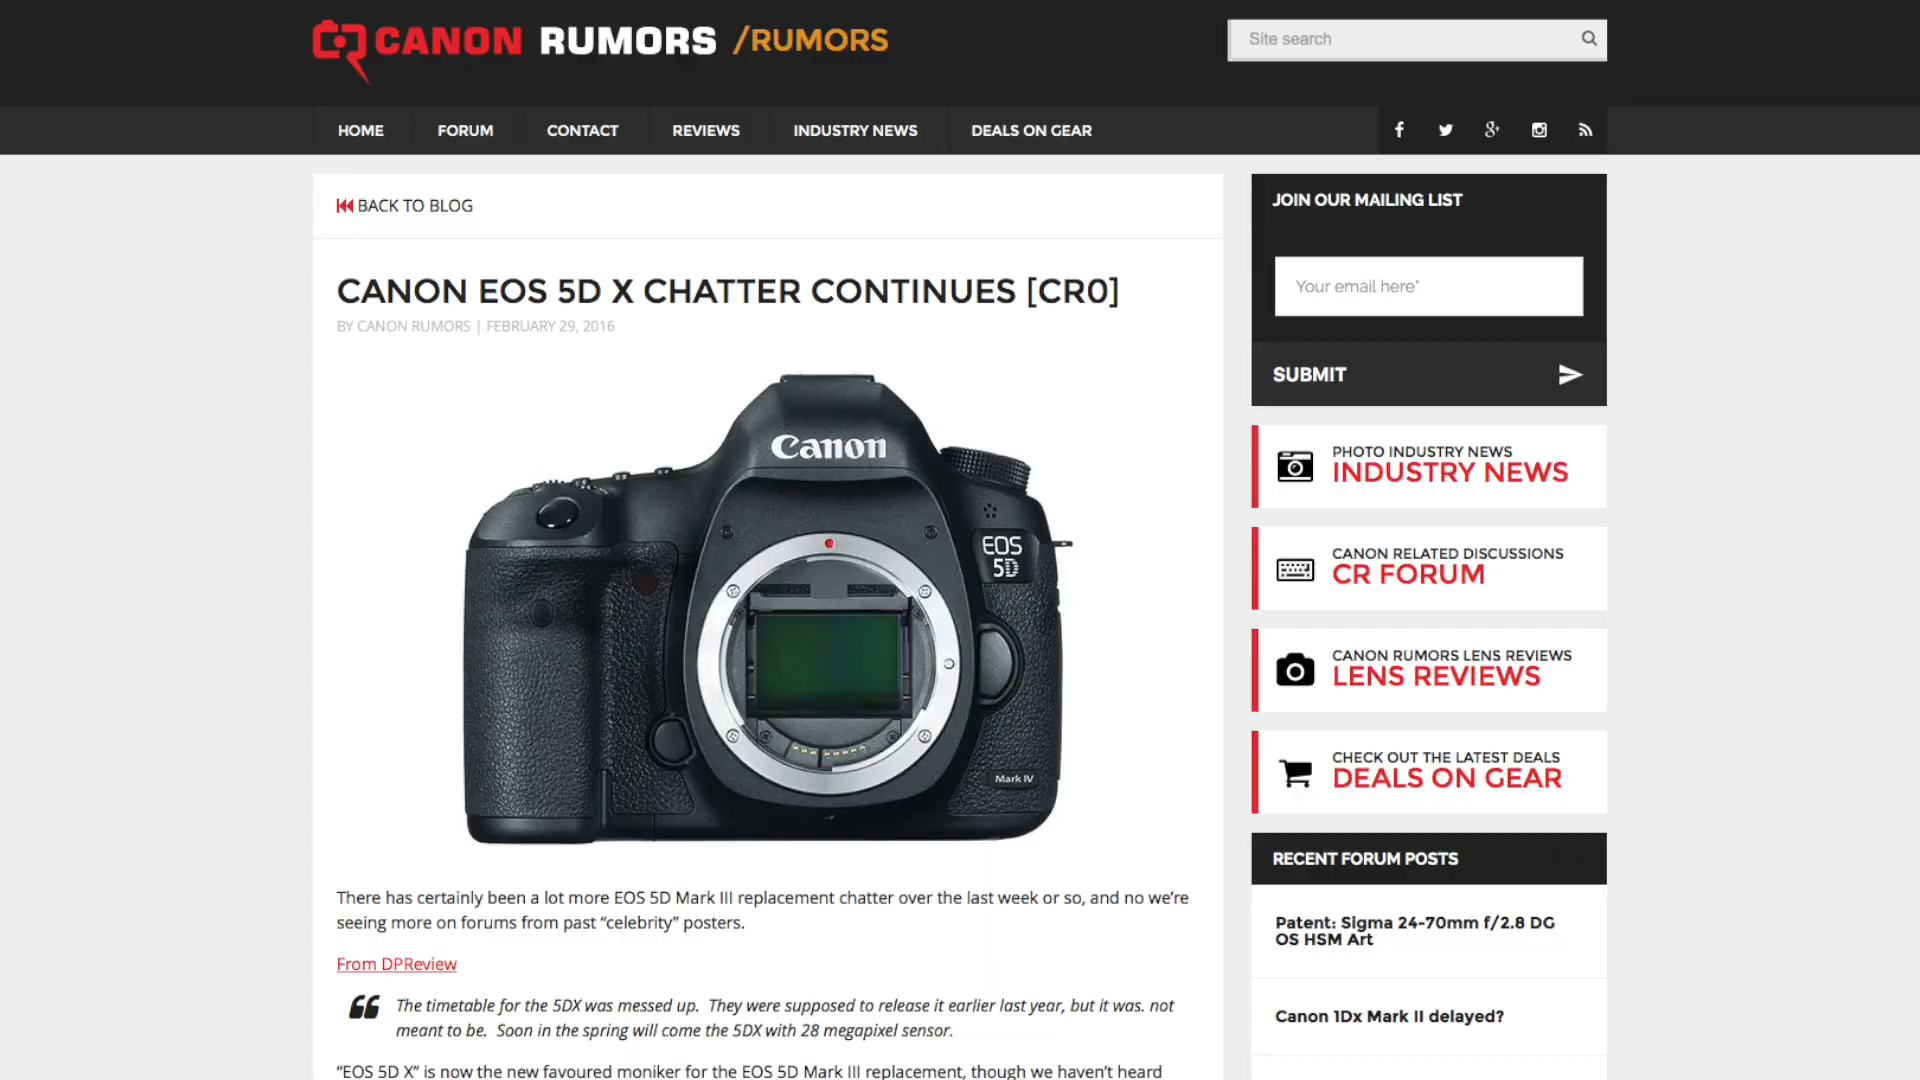 CANON RUMORS /RUMORS
Site search
HOME FORUM CONTACT REVIEWS INDUSTRY NEWS DEALS ON GEAR
BACK TO BLOG
CANON EOS 5D X CHATTER CONTINUES [CR0]
BY CANON RUMORS | FEBRUARY 29, 2016
Canon
EOS
5D
Mark IV
There has certainly been a lot more EOS 5D Mark III replacement chatter over the last week or so, and no we’re
seeing more on forums from past “celebrity” posters.
From DPReview
The timetable for the 5DX was messed up. They were supposed to release it earlier last year, but it was. not
meant to be. Soon in the spring will come the 5DX with 28 megapixel sensor.
“EOS 5D X” is now the new favoured moniker for the EOS 5D Mark III replacement, though we haven’t heard
JOIN OUR MAILING LIST
Your email here*
SUBMIT
PHOTO INDUSTRY NEWS
INDUSTRY NEWS
CANON RELATED DISCUSSIONS
CR FORUM
CANON RUMORS LENS REVIEWS
LENS REVIEWS
CHECK OUT THE LATEST DEALS
DEALS ON GEAR
RECENT FORUM POSTS
Patent: Sigma 24-70mm f/2.8 DG
OS HSM Art
Canon 1Dx Mark II delayed?